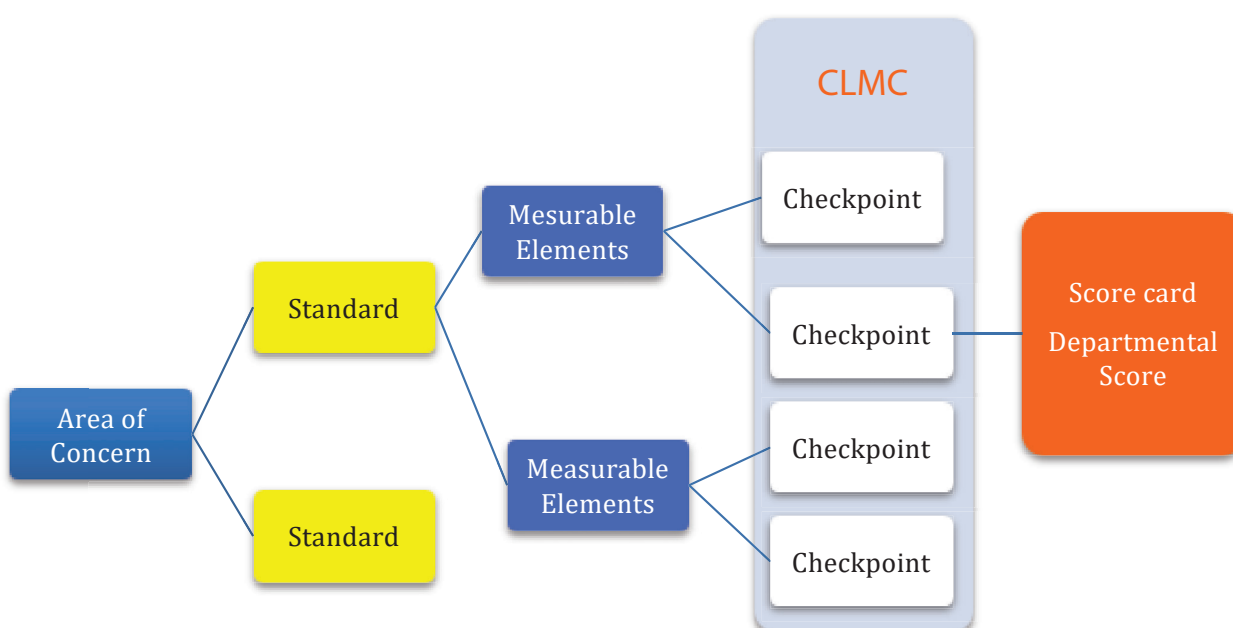 CLMC
Checkpoint
Mesurable
Elements
Standard
Score card
Checkpoint
Departmental
Score
Area of
Concern
Checkpoint
Measurable
Elements
Standard
Checkpoint